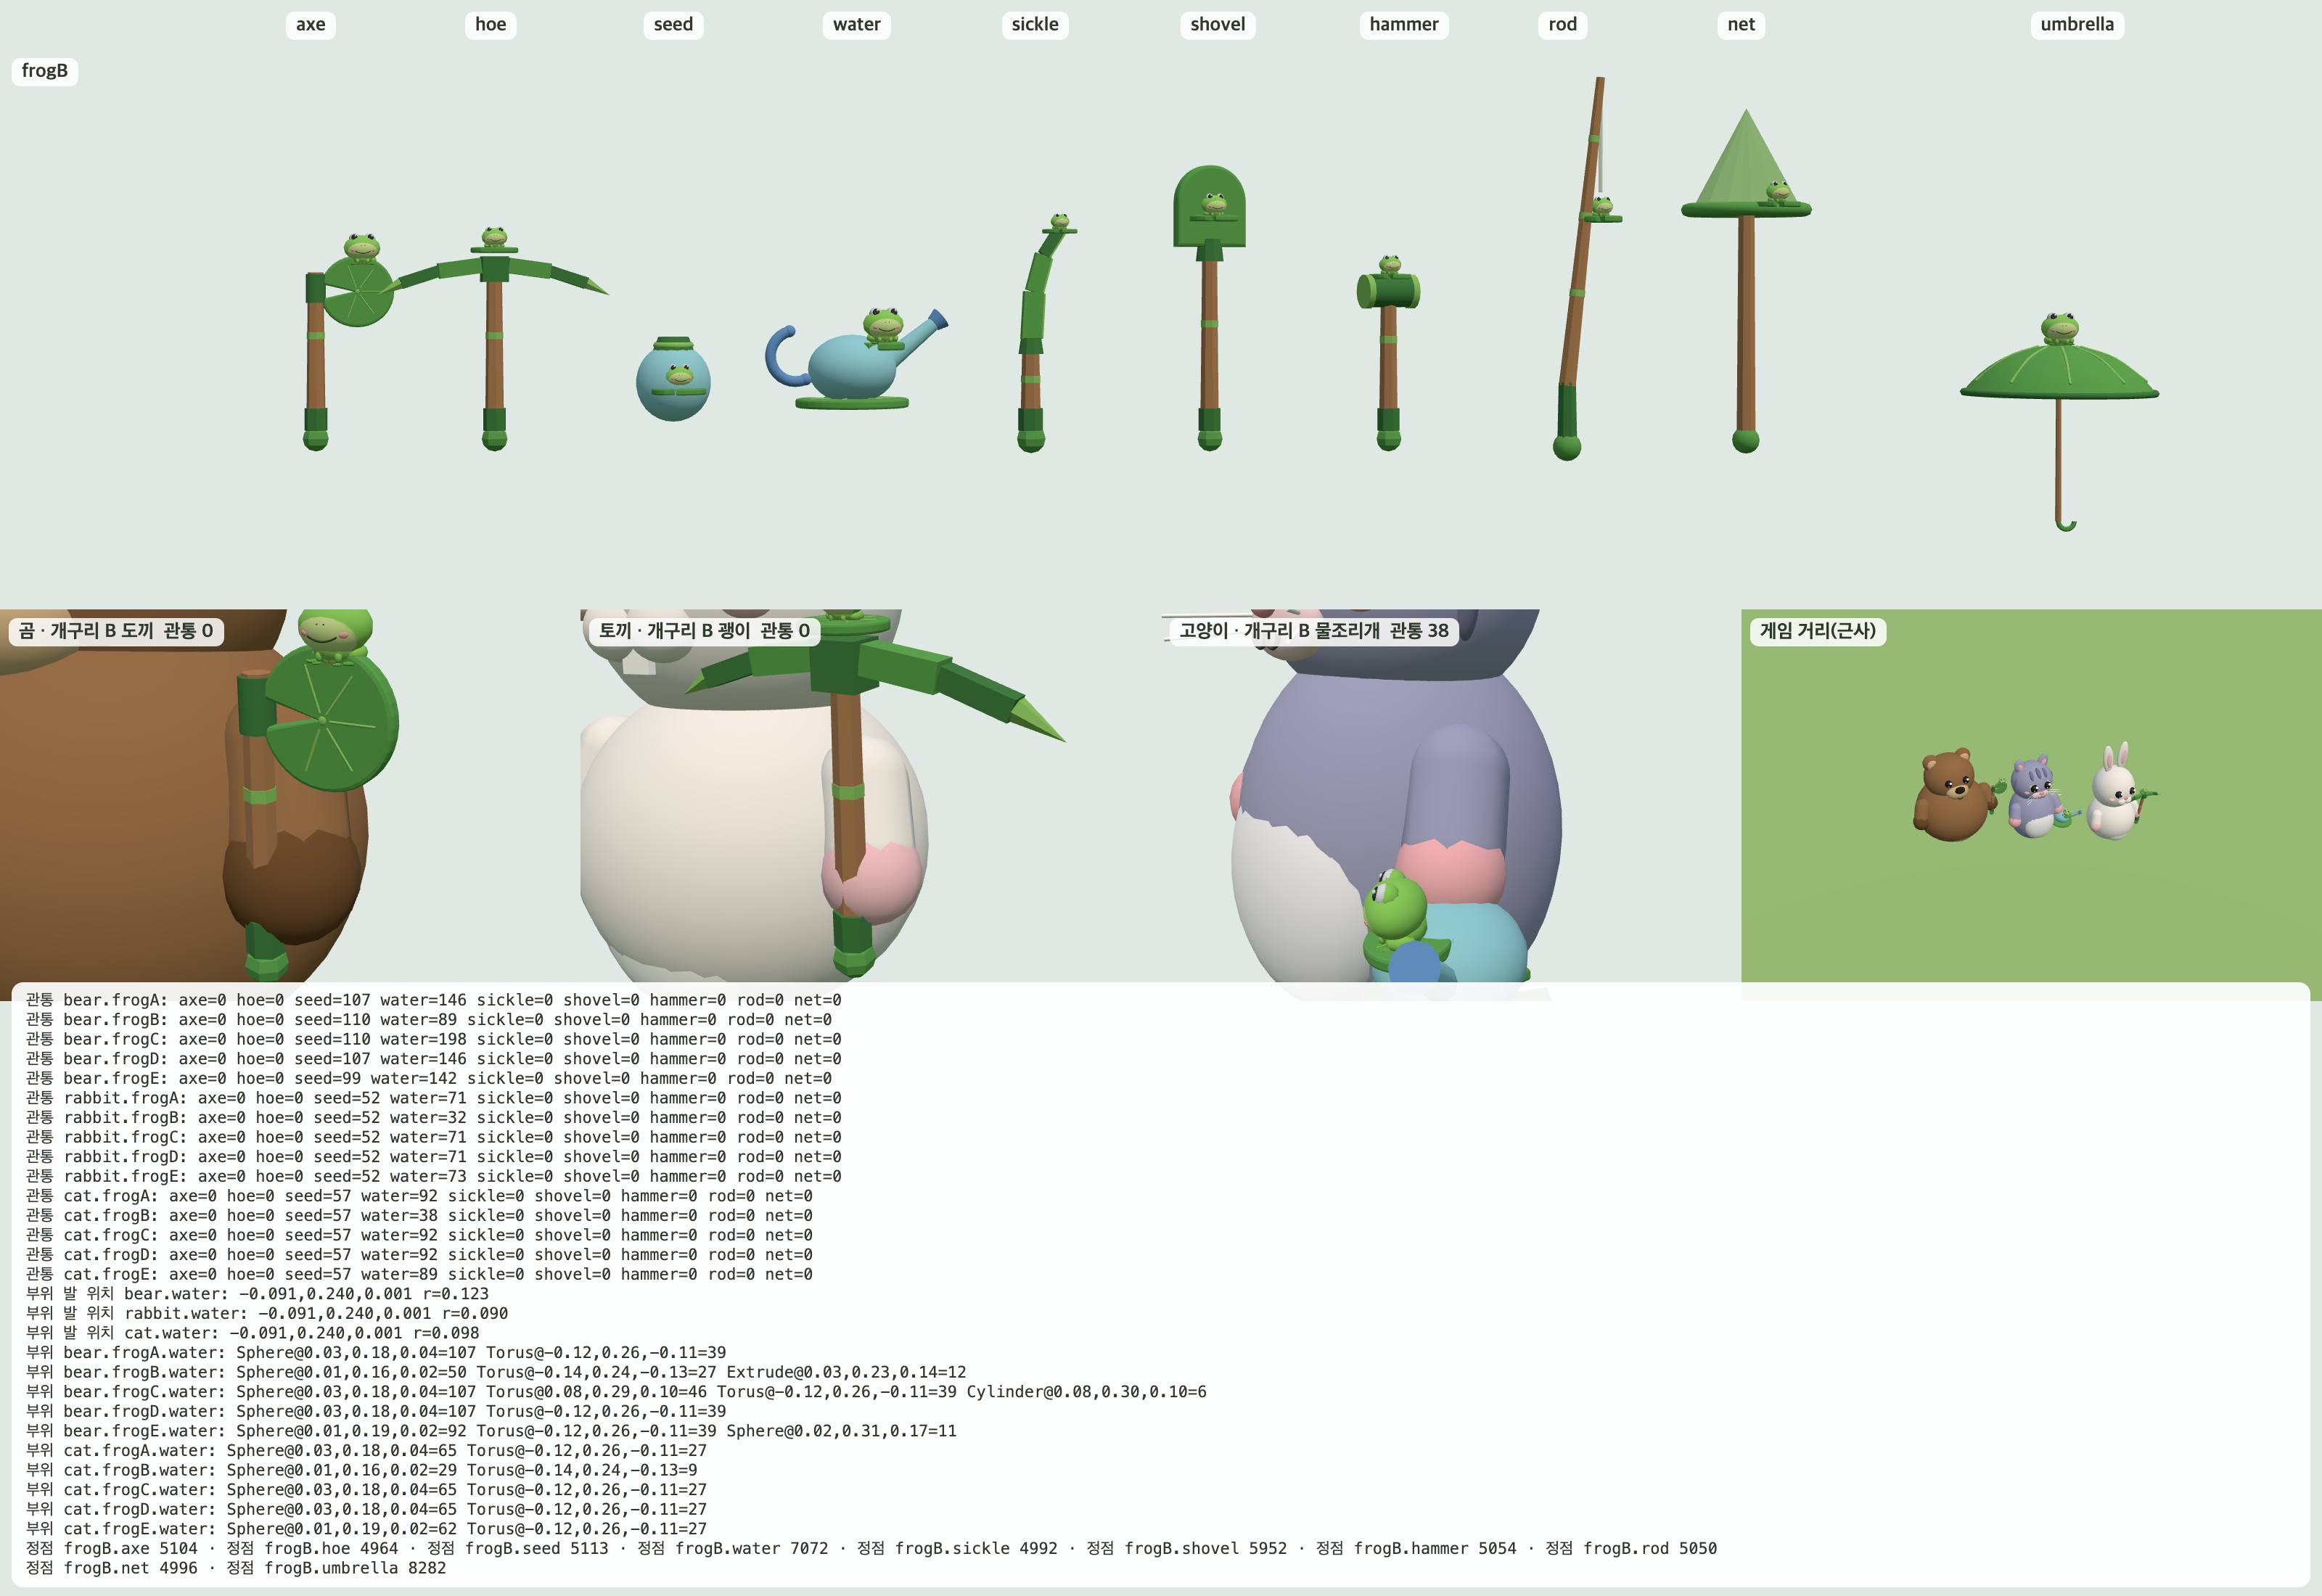 axe hoe seed water sickle shovel hammer rod net umbrella
frogB
곰 · 개구리 B 도끼 관통 0
토끼 · 개구리 B 괭이 관통 0
고양이 · 개구리 B 물조리개 관통 38
게임 거리(근사)
관통 bear.frogA: axe=0 hoe=0 seed=107 water=146 sickle=0 shovel=0 hammer=0 rod=0 net=0
관통 bear.frogB: axe=0 hoe=0 seed=110 water=89 sickle=0 shovel=0 hammer=0 rod=0 net=0
관통 bear.frogC: axe=0 hoe=0 seed=110 water=198 sickle=0 shovel=0 hammer=0 rod=0 net=0
관통 bear.frogD: axe=0 hoe=0 seed=107 water=146 sickle=0 shovel=0 hammer=0 rod=0 net=0
관통 bear.frogE: axe=0 hoe=0 seed=99 water=142 sickle=0 shovel=0 hammer=0 rod=0 net=0
관통 rabbit.frogA: axe=0 hoe=0 seed=52 water=71 sickle=0 shovel=0 hammer=0 rod=0 net=0
관통 rabbit.frogB: axe=0 hoe=0 seed=52 water=32 sickle=0 shovel=0 hammer=0 rod=0 net=0
관통 rabbit.frogC: axe=0 hoe=0 seed=52 water=71 sickle=0 shovel=0 hammer=0 rod=0 net=0
관통 rabbit.frogD: axe=0 hoe=0 seed=52 water=71 sickle=0 shovel=0 hammer=0 rod=0 net=0
관통 rabbit.frogE: axe=0 hoe=0 seed=52 water=73 sickle=0 shovel=0 hammer=0 rod=0 net=0
관통 cat.frogA: axe=0 hoe=0 seed=57 water=92 sickle=0 shovel=0 hammer=0 rod=0 net=0
관통 cat.frogB: axe=0 hoe=0 seed=57 water=38 sickle=0 shovel=0 hammer=0 rod=0 net=0
관통 cat.frogC: axe=0 hoe=0 seed=57 water=92 sickle=0 shovel=0 hammer=0 rod=0 net=0
관통 cat.frogD: axe=0 hoe=0 seed=57 water=92 sickle=0 shovel=0 hammer=0 rod=0 net=0
관통 cat.frogE: axe=0 hoe=0 seed=57 water=89 sickle=0 shovel=0 hammer=0 rod=0 net=0
부위 발 위치 bear.water: -0.091,0.240,0.001 r=0.123
부위 발 위치 rabbit.water: -0.091,0.240,0.001 r=0.090
부위 발 위치 cat.water: -0.091,0.240,0.001 r=0.098
부위 bear.frogA.water: Sphere@0.03,0.18,0.04=107 Torus@-0.12,0.26,-0.11=39
부위 bear.frogB.water: Sphere@0.01,0.16,0.02=50 Torus@-0.14,0.24,-0.13=27 Extrude@0.03,0.23,0.14=12
부위 bear.frogC.water: Sphere@0.03,0.18,0.04=107 Torus@0.08,0.29,0.10=46 Torus@-0.12,0.26,-0.11=39 Cylinder@0.08,0.30,0.10=6
부위 bear.frogD.water: Sphere@0.03,0.18,0.04=107 Torus@-0.12,0.26,-0.11=39
부위 bear.frogE.water: Sphere@0.01,0.19,0.02=92 Torus@-0.12,0.26,-0.11=39 Sphere@0.02,0.31,0.17=11
부위 cat.frogA.water: Sphere@0.03,0.18,0.04=65 Torus@-0.12,0.26,-0.11=27
부위 cat.frogB.water: Sphere@0.01,0.16,0.02=29 Torus@-0.14,0.24,-0.13=9
부위 cat.frogC.water: Sphere@0.03,0.18,0.04=65 Torus@-0.12,0.26,-0.11=27
부위 cat.frogD.water: Sphere@0.03,0.18,0.04=65 Torus@-0.12,0.26,-0.11=27
부위 cat.frogE.water: Sphere@0.01,0.19,0.02=62 Torus@-0.12,0.26,-0.11=27
정점 frogB.axe 5104 · 정점 frogB.hoe 4964 · 정점 frogB.seed 5113 · 정점 frogB.water 7072 · 정점 frogB.sickle 4992 · 정점 frogB.shovel 5952 · 정점 frogB.hammer 5054 · 정점 frogB.rod 5050
정점 frogB.net 4996 · 정점 frogB.umbrella 8282